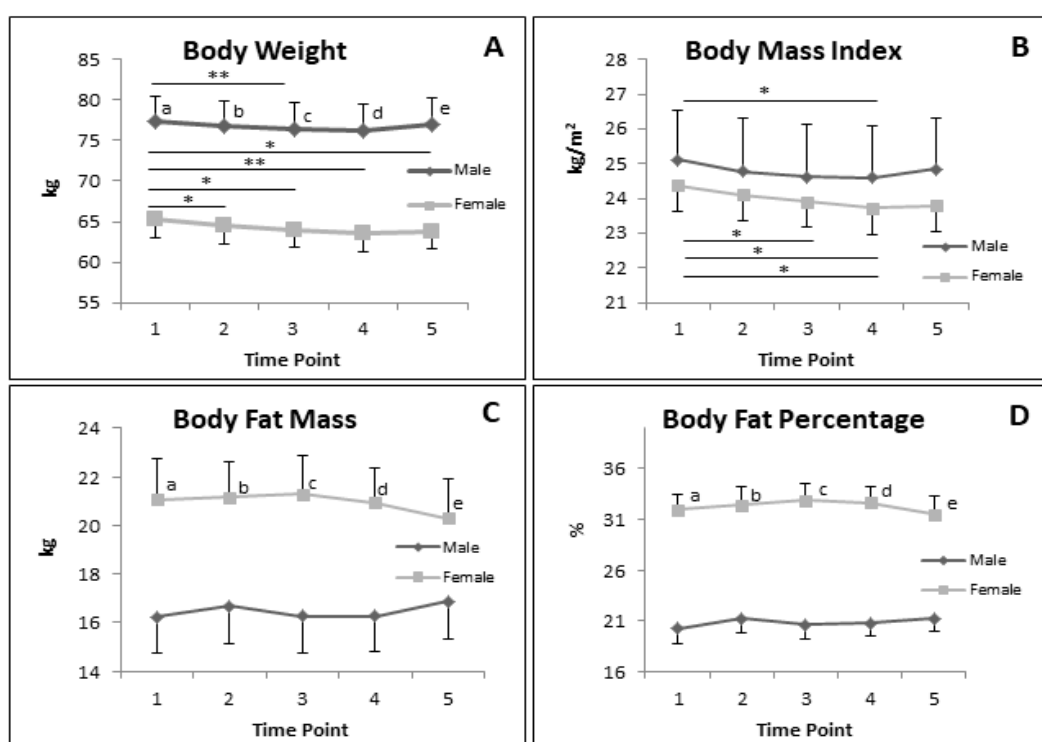 Body Weight
A
85
80
75
70
65
60
55
kg
**
a
b
c
d
e
*
**
*
*
Male
Female
1 2 3 4 5
Time Point
Body Mass Index
B
28
27
26
25
24
23
22
21
kg/m²
*
*
*
*
Male
Female
1 2 3 4 5
Time Point
Body Fat Mass
C
24
22
20
18
16
14
kg
a
b
c
d
e
Male
Female
1 2 3 4 5
Time Point
Body Fat Percentage
D
36
31
26
21
16
%
a
b
c
d
e
Male
Female
1 2 3 4 5
Time Point